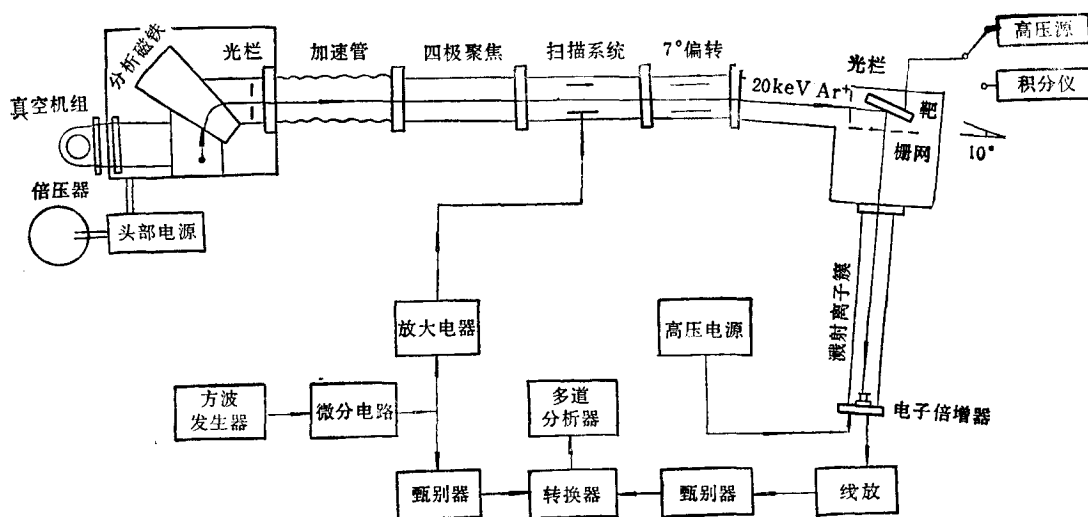 高压源
积分仪
分析磁铁
光栏
加速管
四极聚焦
扫描系统
7°偏转
光栏
20keV Ar+
靶
栅网
10°
真空机组
倍压器
头部电源
溅射离子簇
放大电器
高压电源
方波
发生器
微分电路
多道
分析器
电子倍增器
甄别器
转换器
甄别器
线放